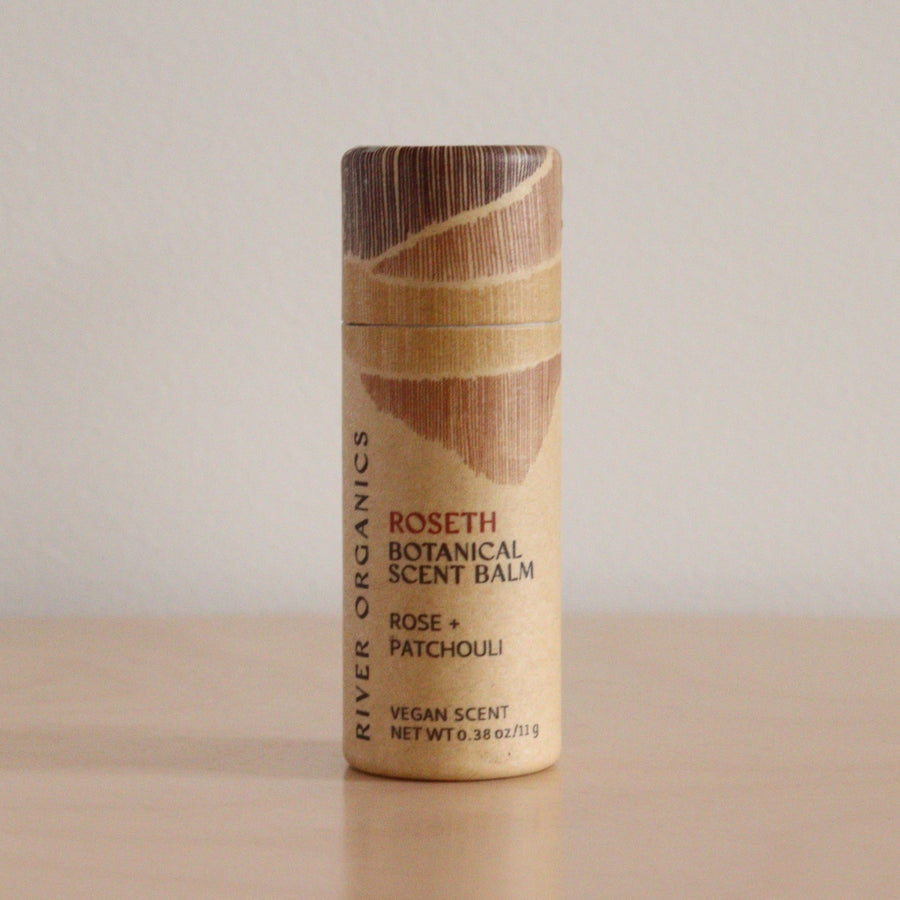 RIVER ORGANICS
ROSETH
BOTANICAL
SCENT BALM
ROSE +
PATCHOULI
VEGAN SCENT
NET WT 0.38 oz/11 g